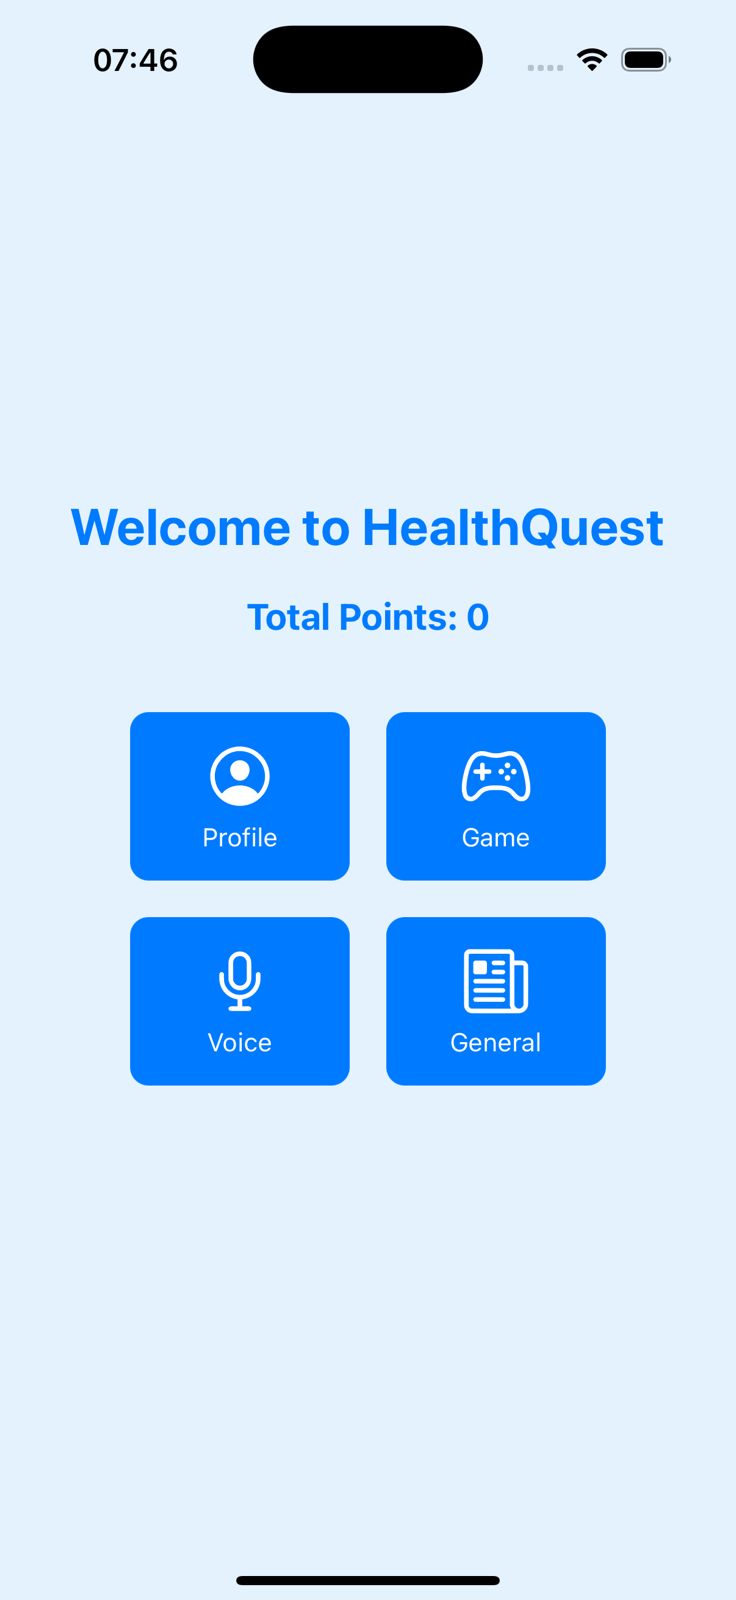 07:46
Welcome to HealthQuest
Total Points: 0
Profile
Game
Voice
General